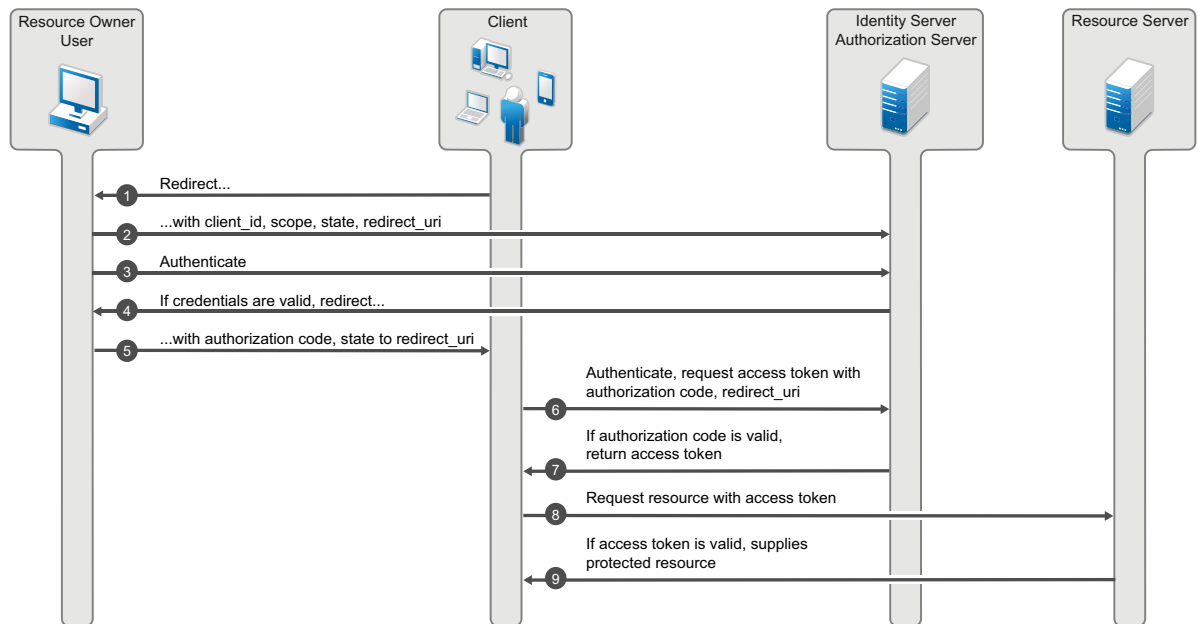 Resource Owner
User
Client
Identity Server
Authorization Server
Resource Server
1 Redirect...
2 ...with client_id, scope, state, redirect_uri
3 Authenticate
4 If credentials are valid, redirect...
5 ...with authorization code, state to redirect_uri
6 Authenticate, request access token with
authorization code, redirect_uri
7 If authorization code is valid,
return access token
8 Request resource with access token
9 If access token is valid, supplies
protected resource